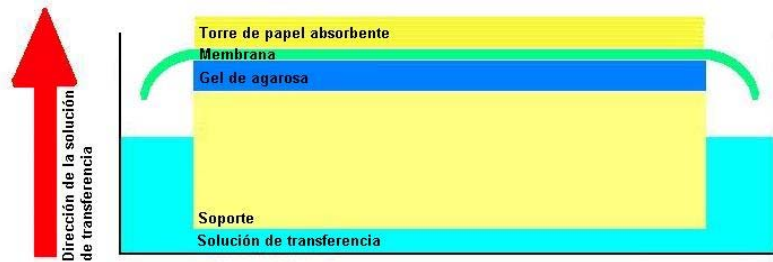 Torre de papel absorbente
Membrana
Gel de agarosa
Soporte
Solución de transferencia
Dirección de la solución
de transferencia